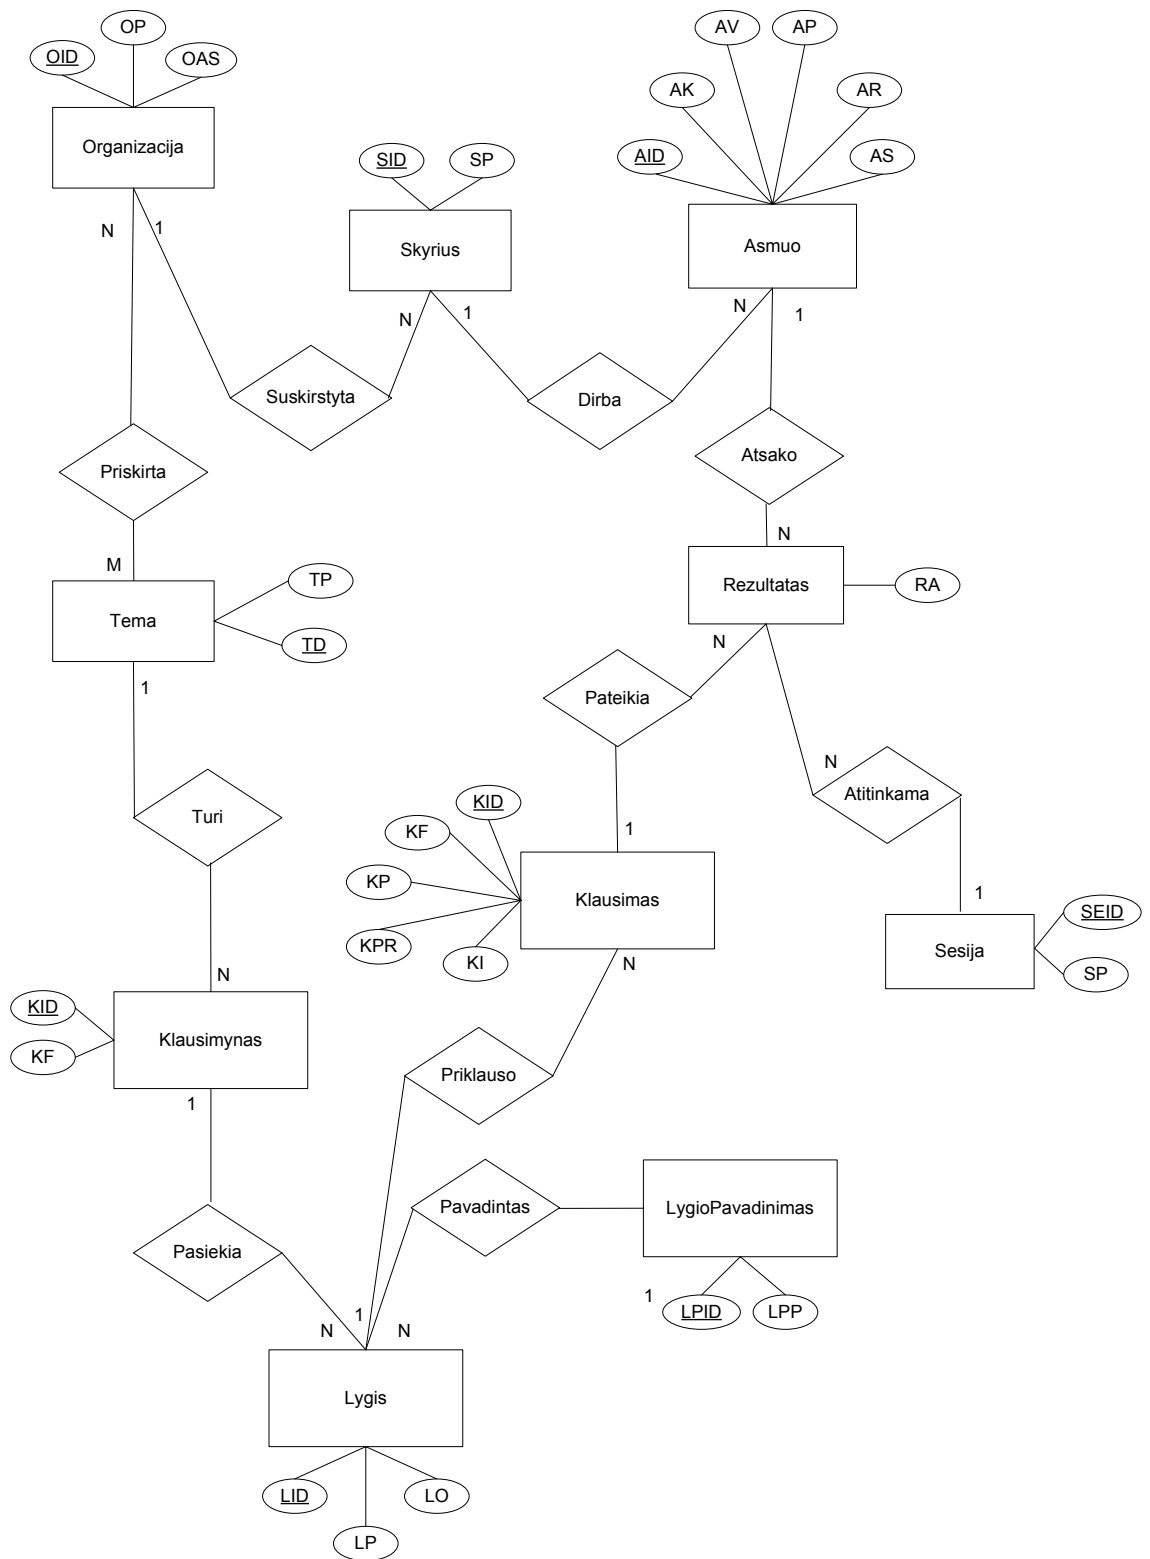 OP
OID
OAS
Organizacija
AV
AP
AK
AR
AID
AS
SID
SP
Skyrius
Asmuo
N
1
N
1
N
1
Suskirstyta
Dirba
Atsako
Priskirta
M
N
Tema
TP
TD
Rezultatas
RA
1
N
Pateikia
N
Atitinkama
Turi
KID
KF
KP
KPR
KI
1
Klausimas
1
SEID
SP
Sesija
N
N
KID
KF
Klausimynas
1
Priklauso
Pavadintas
LygioPavadinimas
Pasiekia
1
LPID
LPP
N
1
N
Lygis
LID
LO
LP